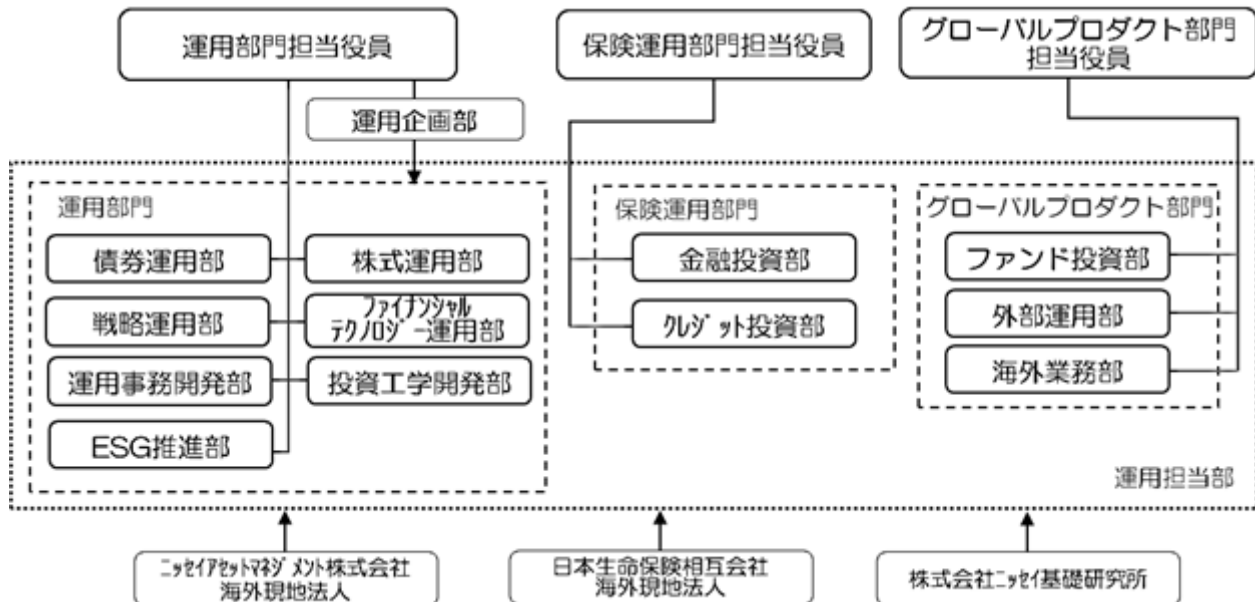 運用部門担当役員
保険運用部門担当役員
グローバルプロダクト部門
担当役員
運用企画部
運用部門
債券運用部
株式運用部
戦略運用部
ファイナンシャル
テクノロジー運用部
運用事務開発部
投資工学開発部
ESG推進部
保険運用部門
金融投資部
クレジット投資部
グローバルプロダクト部門
ファンド投資部
外部運用部
海外業務部
運用担当部
ニッセイアセットマネジメント株式会社
海外現地法人
日本生命保険相互会社
海外現地法人
株式会社ニッセイ基礎研究所